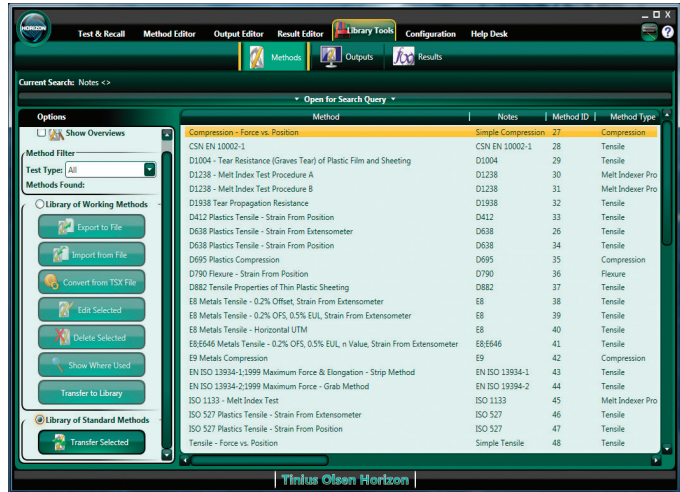 HORIZON
Test & Recall Method Editor Output Editor Result Editor Library Tools Configuration Help Desk
Methods Outputs f(x) Results
Current Search: Notes <>
Open for Search Query
Options
Show Overviews
Method Filter
Test Type: All
Methods Found:
Library of Working Methods
Export to File
Import from File
Convert from TSX File
Edit Selected
Delete Selected
Show Where Used
Transfer to Library
Library of Standard Methods
Transfer Selected
Method Notes Method ID Method Type
Compression - Force vs. Position Simple Compression 27 Compression
CSN EN 10002-1 CSN EN 10002-1 28 Tensile
D1004 - Tear Resistance (Graves Tear) of Plastic Film and Sheeting D1004 29 Tensile
D1238 - Melt Index Test Procedure A D1238 30 Melt Indexer Pro
D1238 - Melt Index Test Procedure B D1238 31 Melt Indexer Pro
D1938 Tear Propagation Resistance D1938 32 Tensile
D412 Plastics Tensile - Strain From Position D412 33 Tensile
D638 Plastics Tensile - Strain From Extensometer D638 26 Tensile
D638 Plastics Tensile - Strain From Position D638 34 Tensile
D695 Plastics Compression D695 35 Compression
D790 Flexure - Strain From Position D790 36 Flexure
D882 Tensile Properties of Thin Plastic Sheeting D882 37 Tensile
E8 Metals Tensile - 0.2% Offset, Strain From Extensometer E8 38 Tensile
E8 Metals Tensile - 0.2% OFS, 0.5% EUL, Strain From Extensometer E8 39 Tensile
E8 Metals Tensile - Horizontal UTM E8 40 Tensile
E8;E646 Metals Tensile - 0.2% OFS, 0.5% EUL, n Value, Strain From Extensometer E8;E646 41 Tensile
E9 Metals Compression E9 42 Compression
EN ISO 13934-1;1999 Maximum Force & Elongation - Strip Method EN ISO 13934-1 43 Tensile
EN ISO 13934-2;1999 Maximum Force - Grab Method EN ISO 19394-2 44 Tensile
ISO 1133 - Melt Index Test ISO 1133 45 Melt Indexer Pro
ISO 527 Plastics Tensile - Strain From Extensometer ISO 527 46 Tensile
ISO 527 Plastics Tensile - Strain From Position ISO 527 47 Tensile
Tensile - Force vs. Position Simple Tensile 48 Tensile
Tinius Olsen Horizon